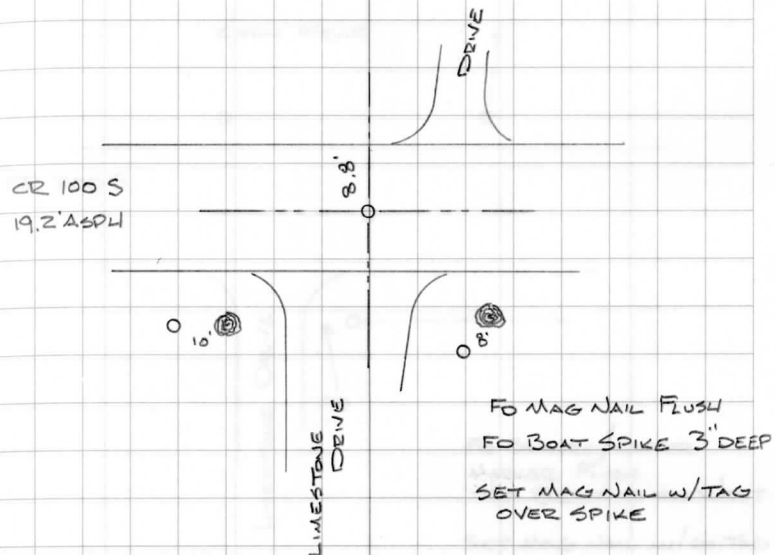 DRIVE
8.8'
CR 100 S
19.2' ASPH
10'
8'
FD MAG NAIL FLUSH
FD BOAT SPIKE 3" DEEP
SET MAG NAIL W/TAG
OVER SPIKE
LIMESTONE
DRIVE